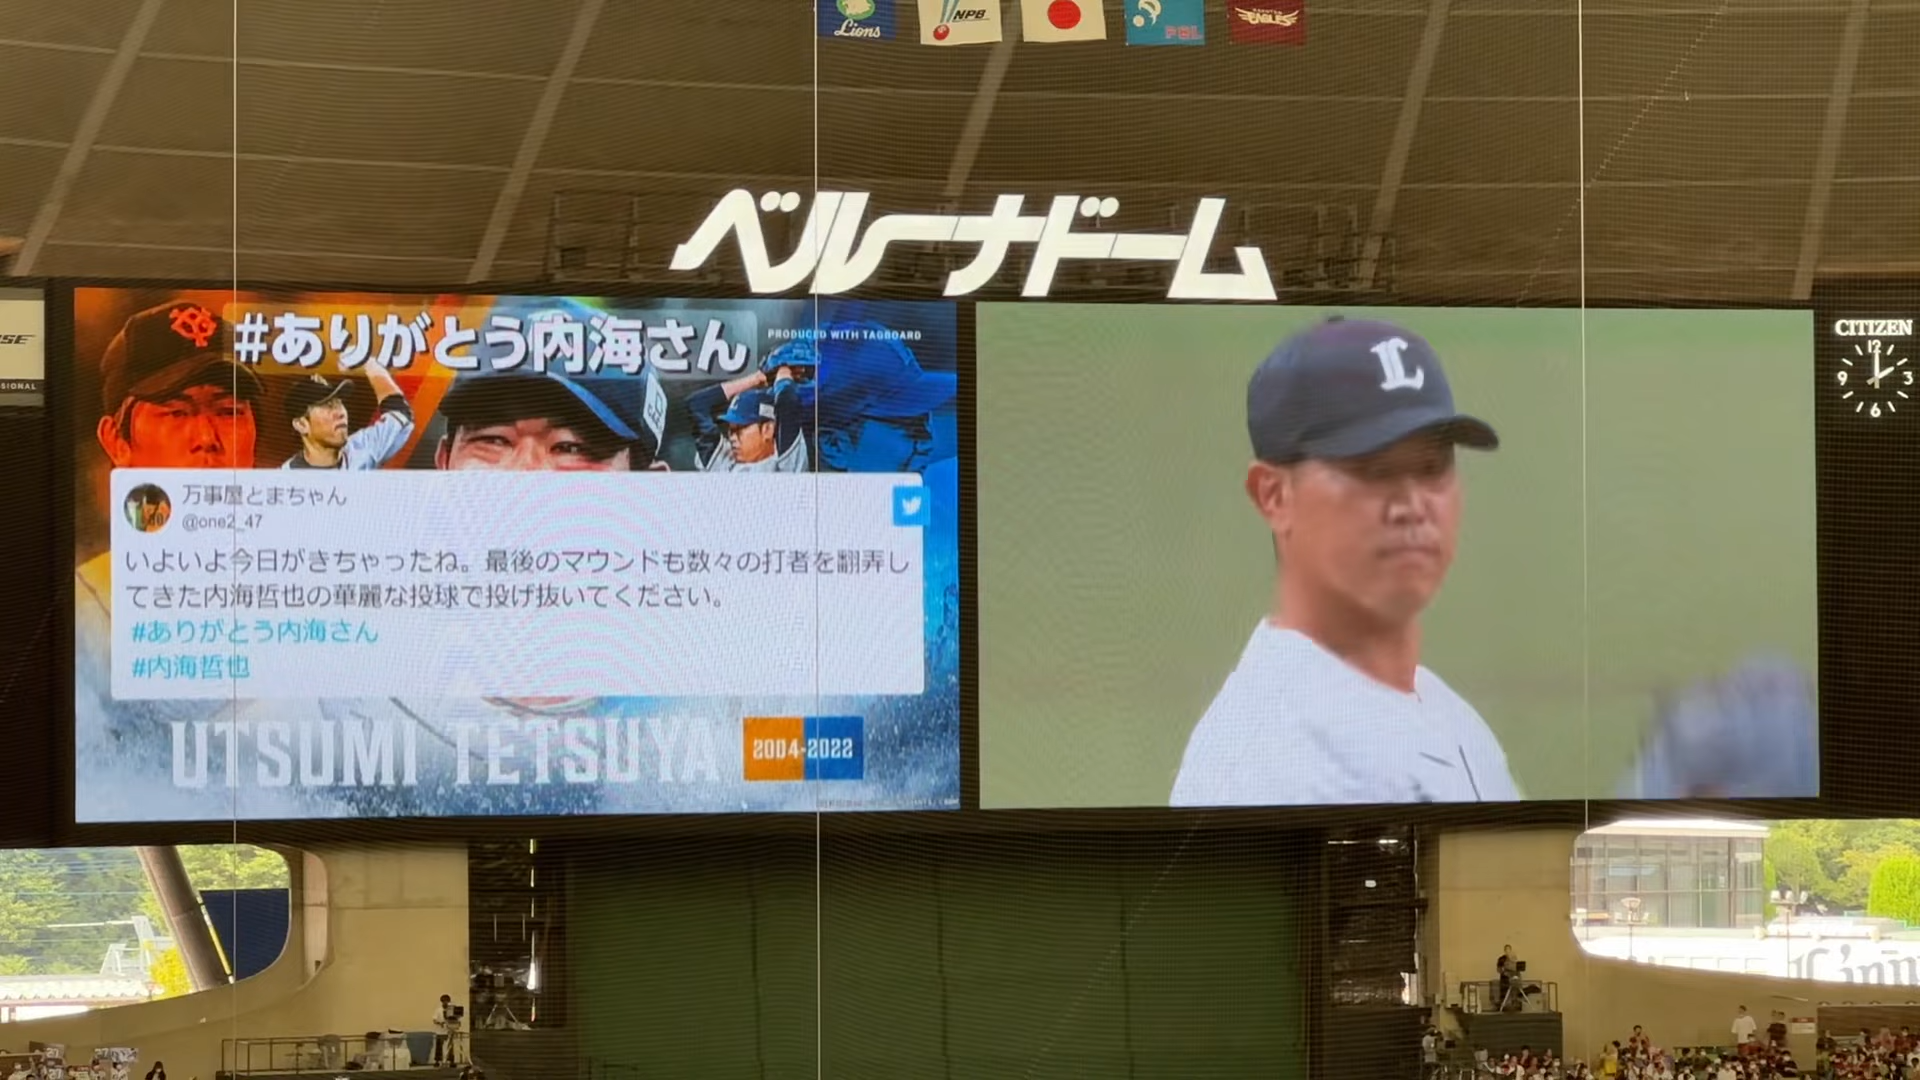 Lions
NPB
PBL
EAGLES
ベルーナドーム
#ありがとう内海さん
PRODUCED WITH TAGBOARD
万事屋とまちゃん
@one2_47
いよいよ今日がきちゃったね。最後のマウンドも数々の打者を翻弄し
てきた内海哲也の華麗な投球で投げ抜いてください。
#ありがとう内海さん
#内海哲也
UTSUMI TETSUYA
2004-2022
L
CITIZEN
12
9
3
6